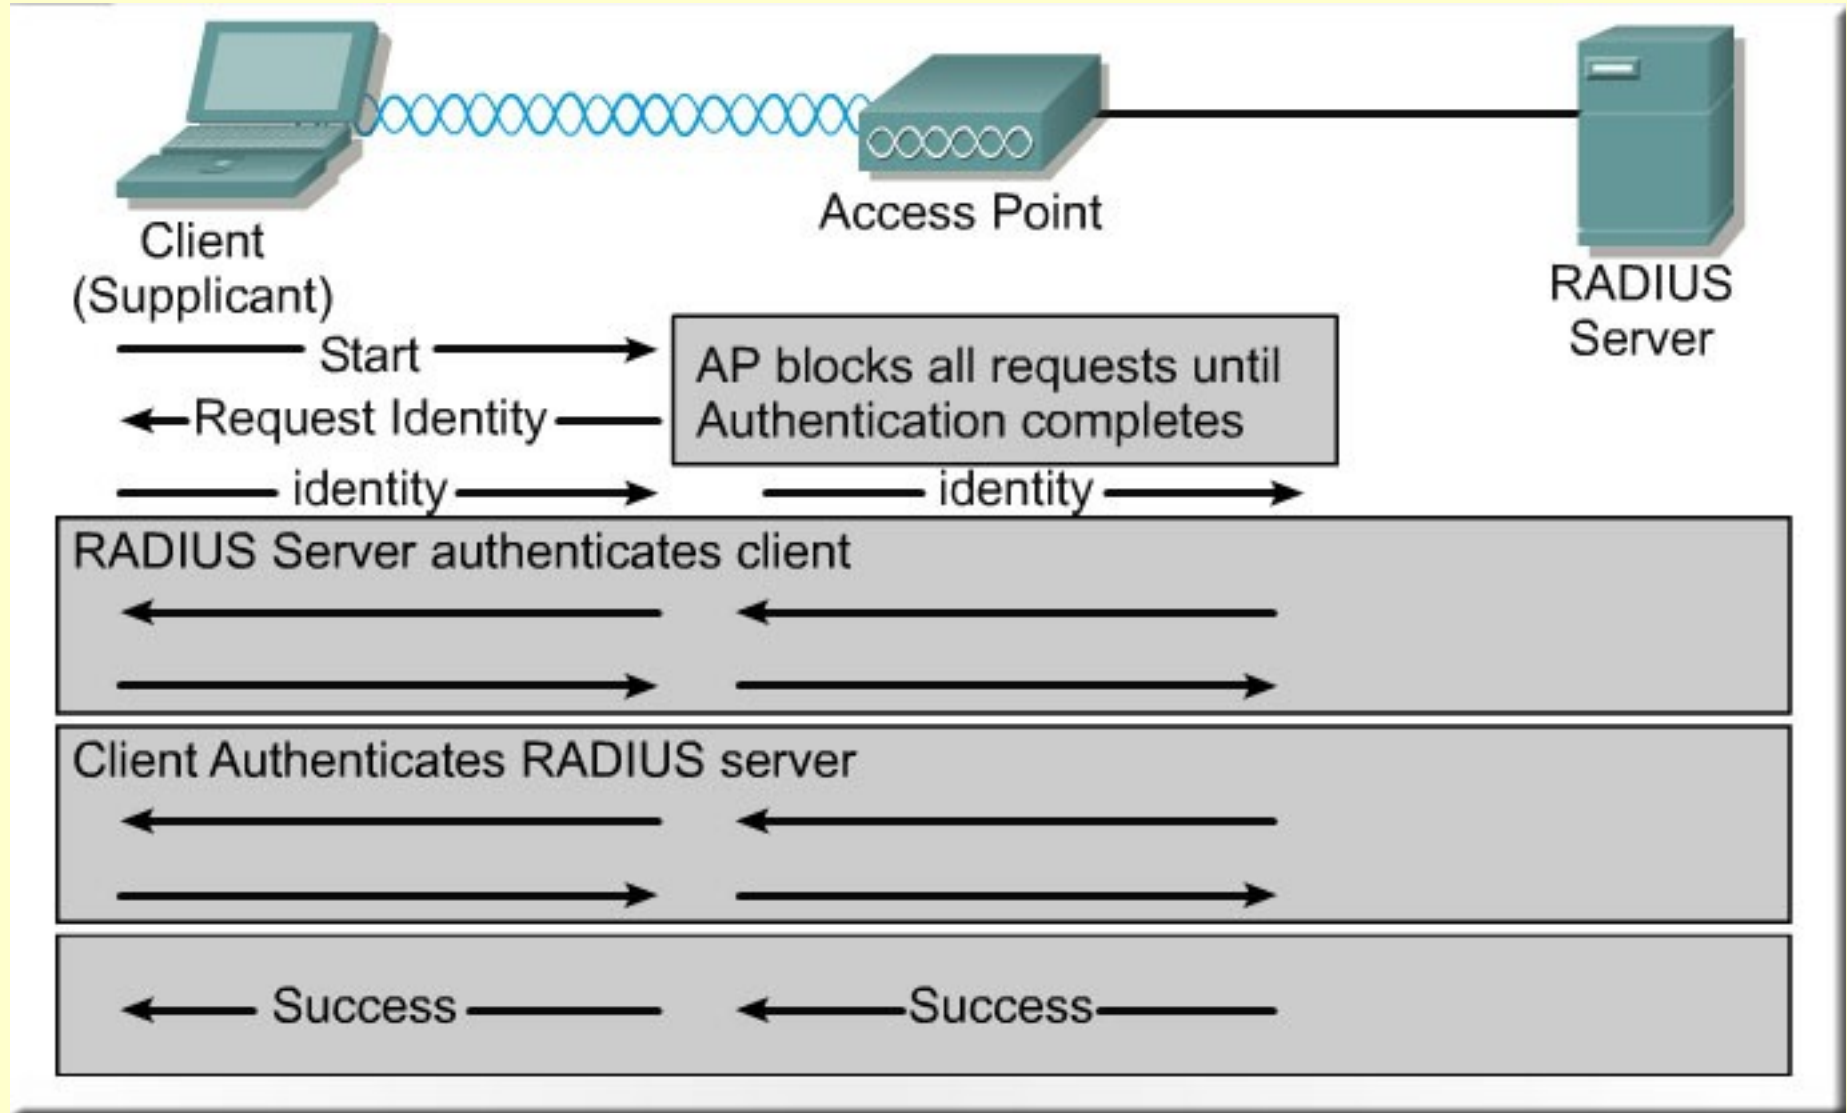 Client
(Supplicant)
Access Point
RADIUS
Server
Start
AP blocks all requests until
Authentication completes
Request Identity
identity
identity
RADIUS Server authenticates client
Client Authenticates RADIUS server
Success
Success